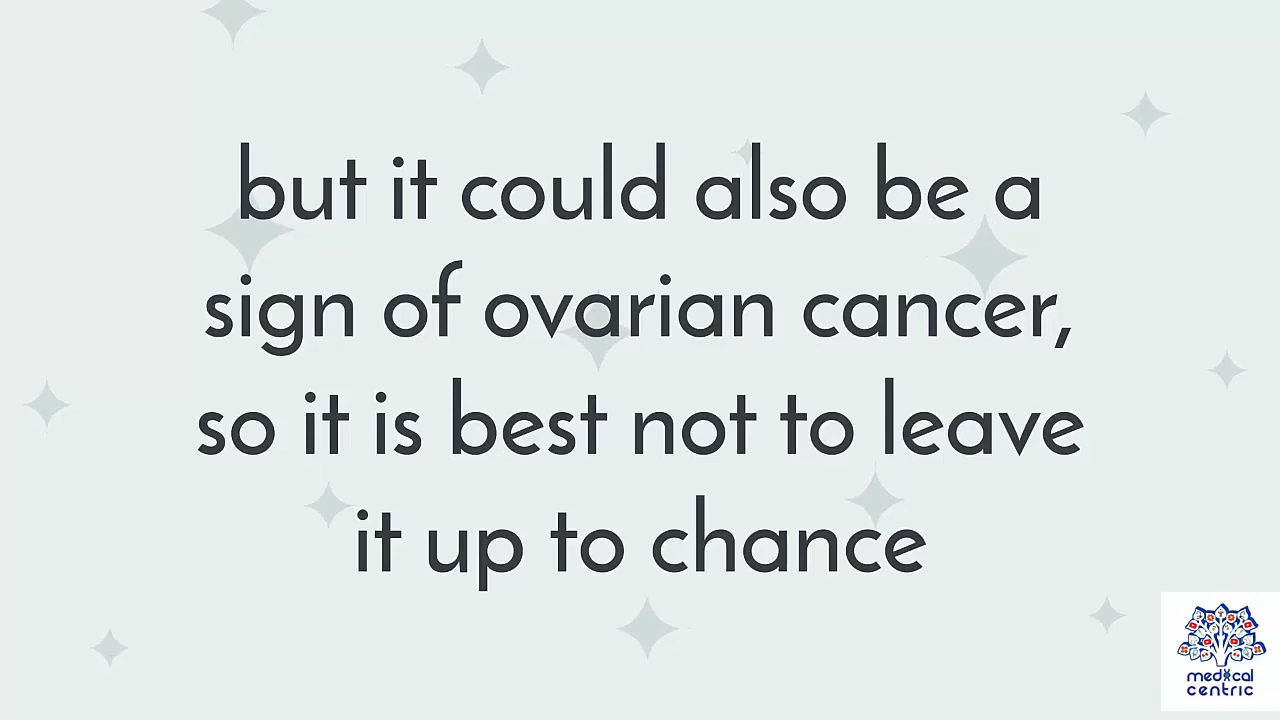 but it could also be a
sign of ovarian cancer,
so it is best not to leave
it up to chance
medical
centric